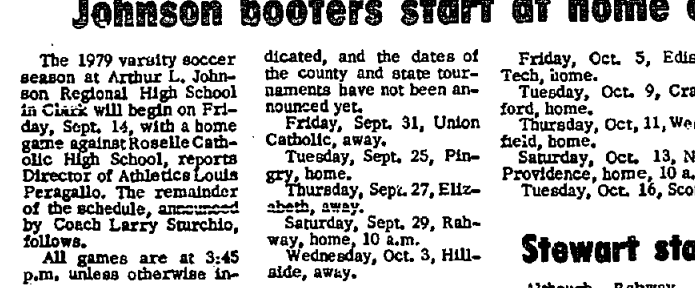 Johnson booters start at home
The 1979 varsity soccer
season at Arthur L. John-
son Regional High School
in Clark will begin on Fri-
day, Sept. 14, with a home
game against Roselle Cath-
olic High School, reports
Director of Athletics Louis
Peragallo. The remainder
of the schedule, announced
by Coach Larry Sturchio,
follows.
All games are at 3:45
p.m. unless otherwise in-
dicated, and the dates of
the county and state tour-
naments have not been an-
nounced yet.
Friday, Sept. 31, Union
Catholic, away.
Tuesday, Sept. 25, Pin-
gry, home.
Thursday, Sept. 27, Eliz-
abeth, away.
Saturday, Sept. 29, Rah-
way, home, 10 a.m.
Wednesday, Oct. 3, Hill-
side, away.
Friday, Oct. 5, Edis
Tech, home.
Tuesday, Oct. 9, Cra
ford, home.
Thursday, Oct, 11, We
field, home.
Saturday, Oct. 13, N
Providence, home, 10 a.
Tuesday, Oct. 16, Sco
Stewart sta
Although Rahway